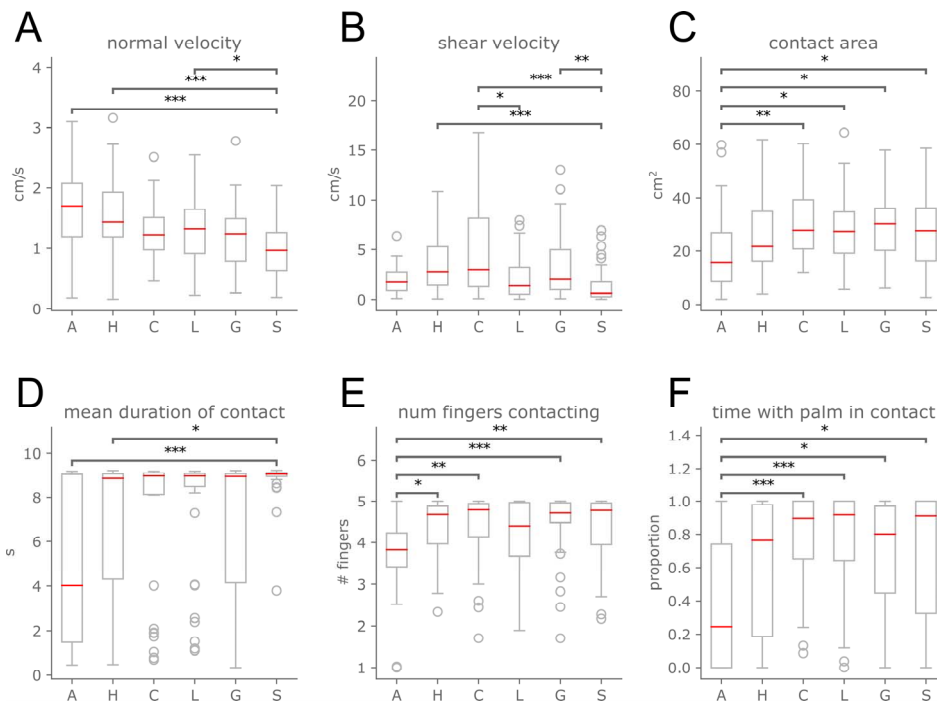 A
normal velocity
4
3
2
1
0
cm/s
*
***
***
A H C L G S
B
shear velocity
20
15
10
5
0
cm/s
**
***
*
***
A H C L G S
C
contact area
80
60
40
20
0
cm²
*
*
*
**
A H C L G S
D
mean duration of contact
10
8
6
4
2
0
s
*
***
A H C L G S
E
num fingers contacting
6
5
4
3
2
1
# fingers
**
***
**
*
A H C L G S
F
time with palm in contact
1.4
1.2
1.0
0.8
0.6
0.4
0.2
0.0
proportion
*
*
***
***
A H C L G S